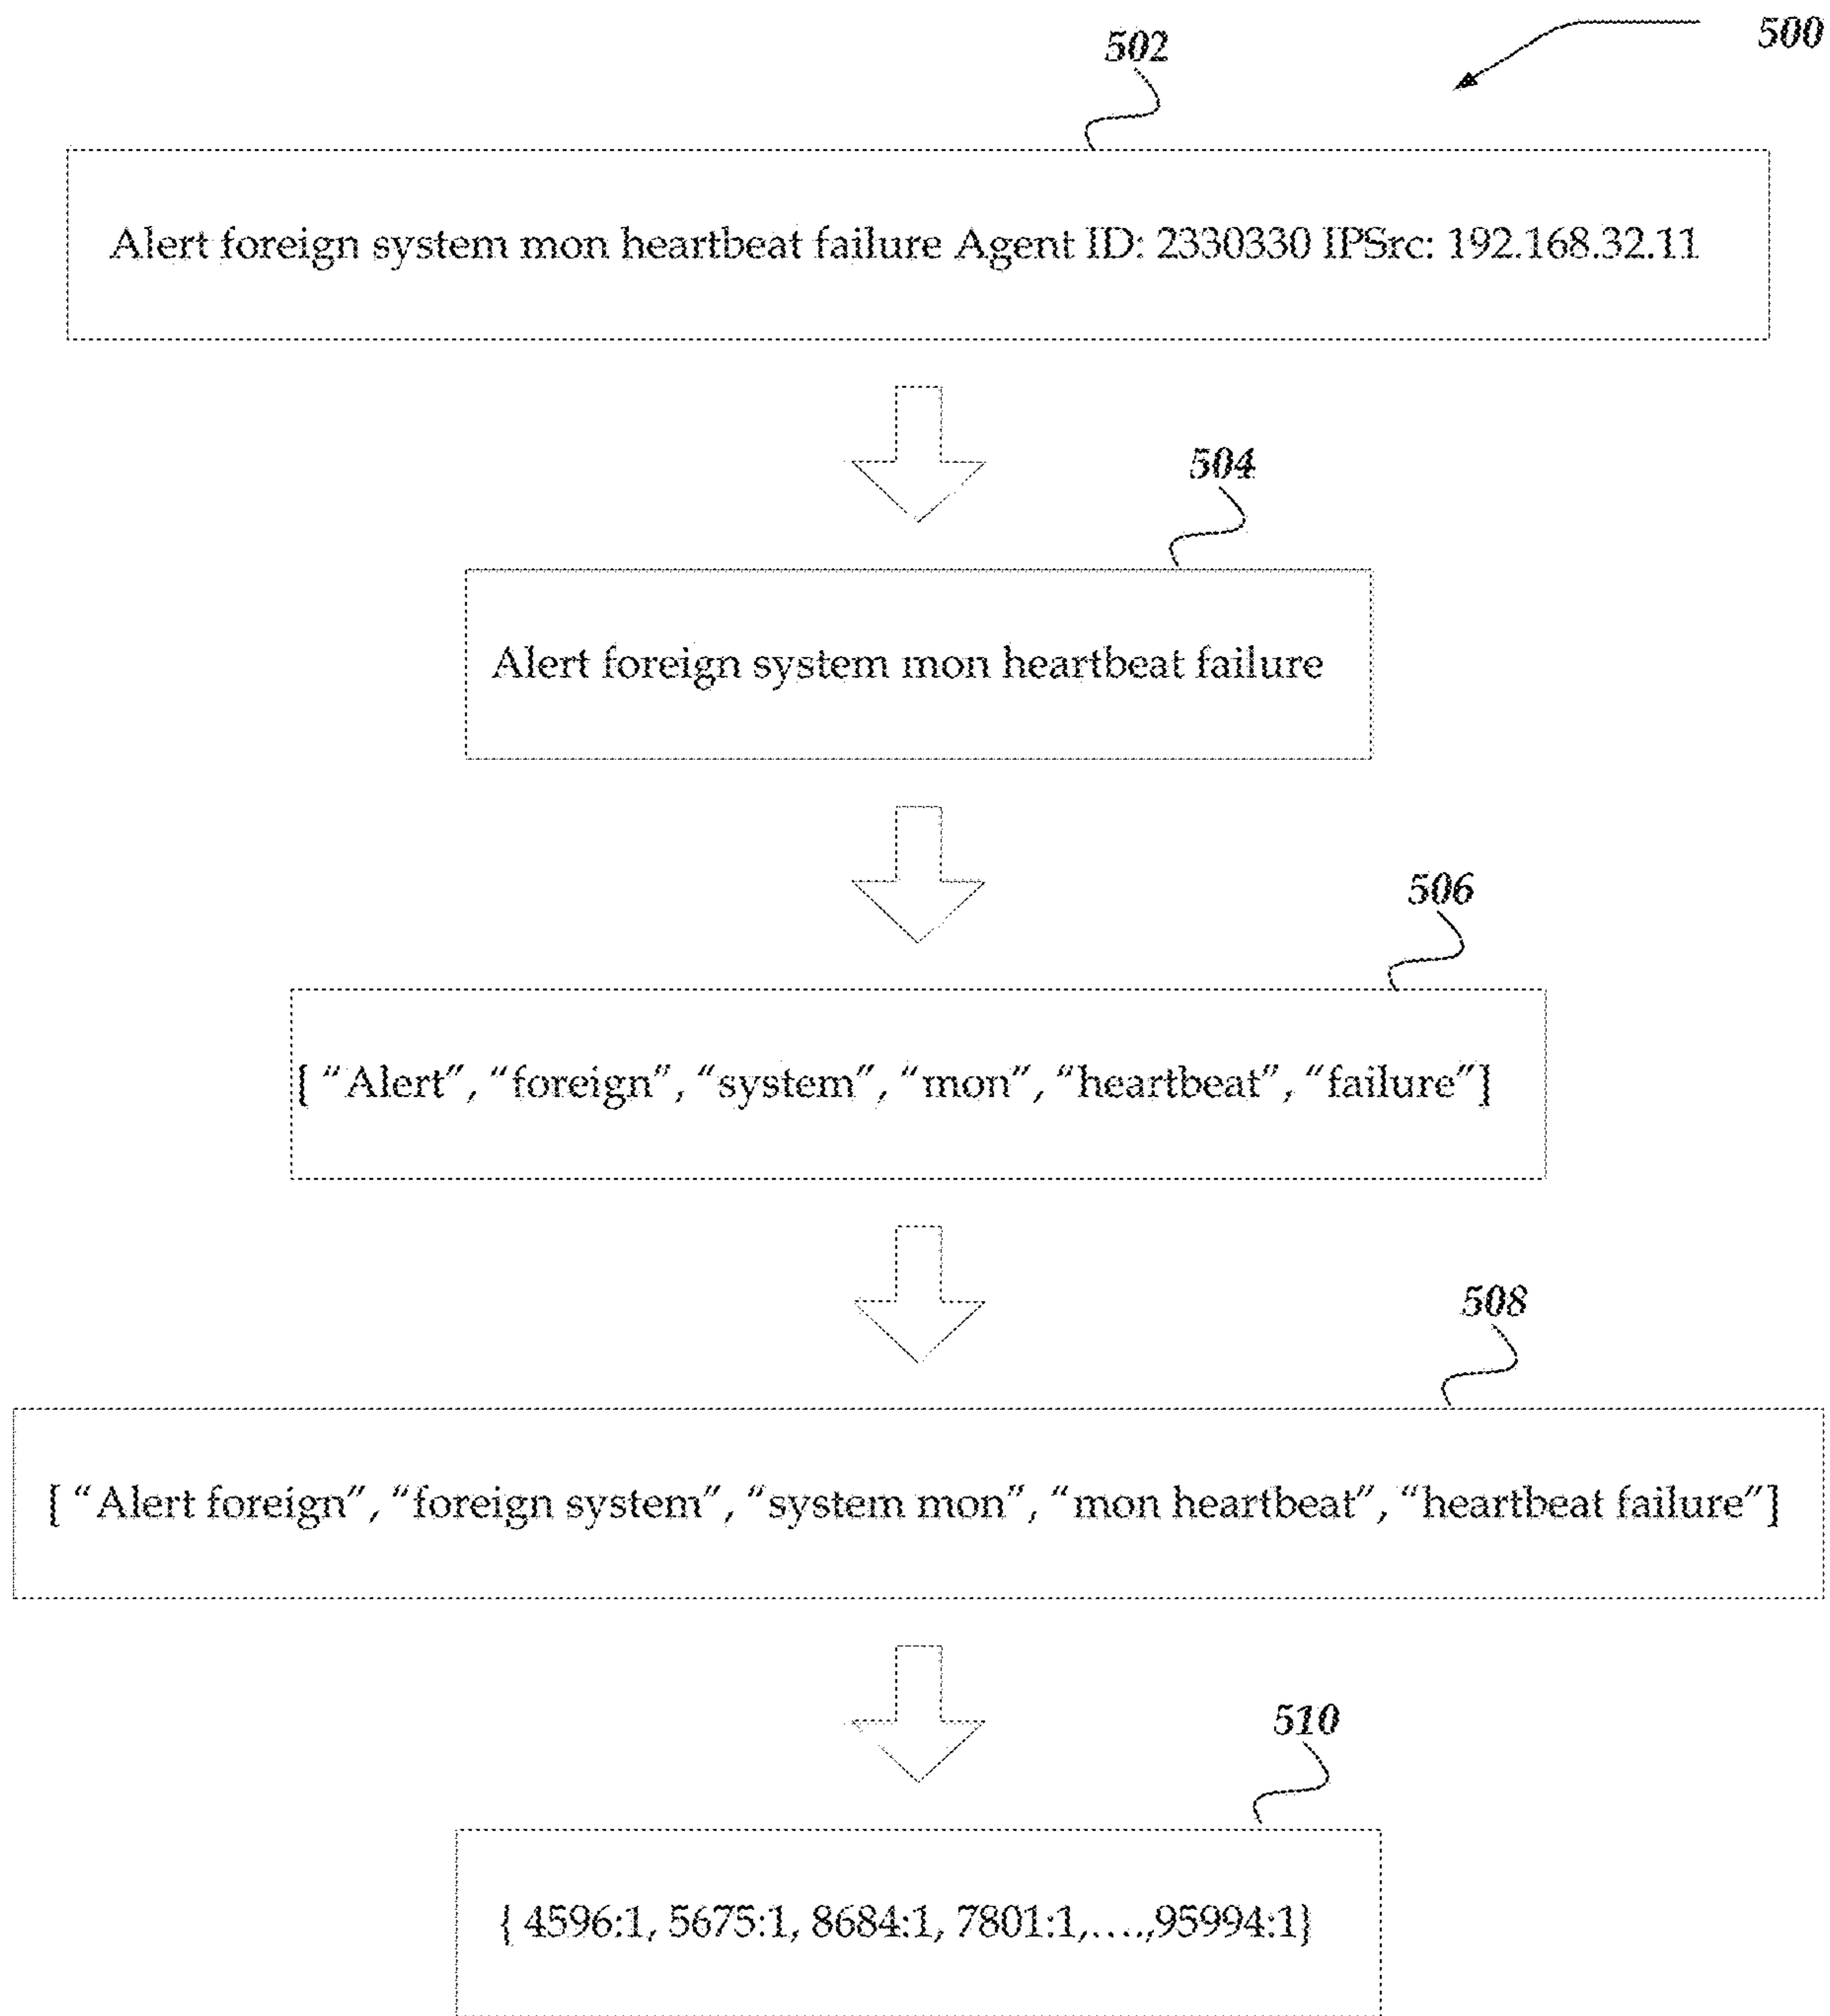 500
502
Alert foreign system mon heartbeat failure Agent ID: 2330330 IPSrc: 192.168.32.11
504
Alert foreign system mon heartbeat failure
506
[ “Alert”, “foreign”, “system”, “mon”, “heartbeat”, “failure”]
508
[ “Alert foreign”, “foreign system”, “system mon”, “mon heartbeat”, “heartbeat failure”]
510
{ 4596:1, 5675:1, 8684:1, 7801:1,….,95994:1}